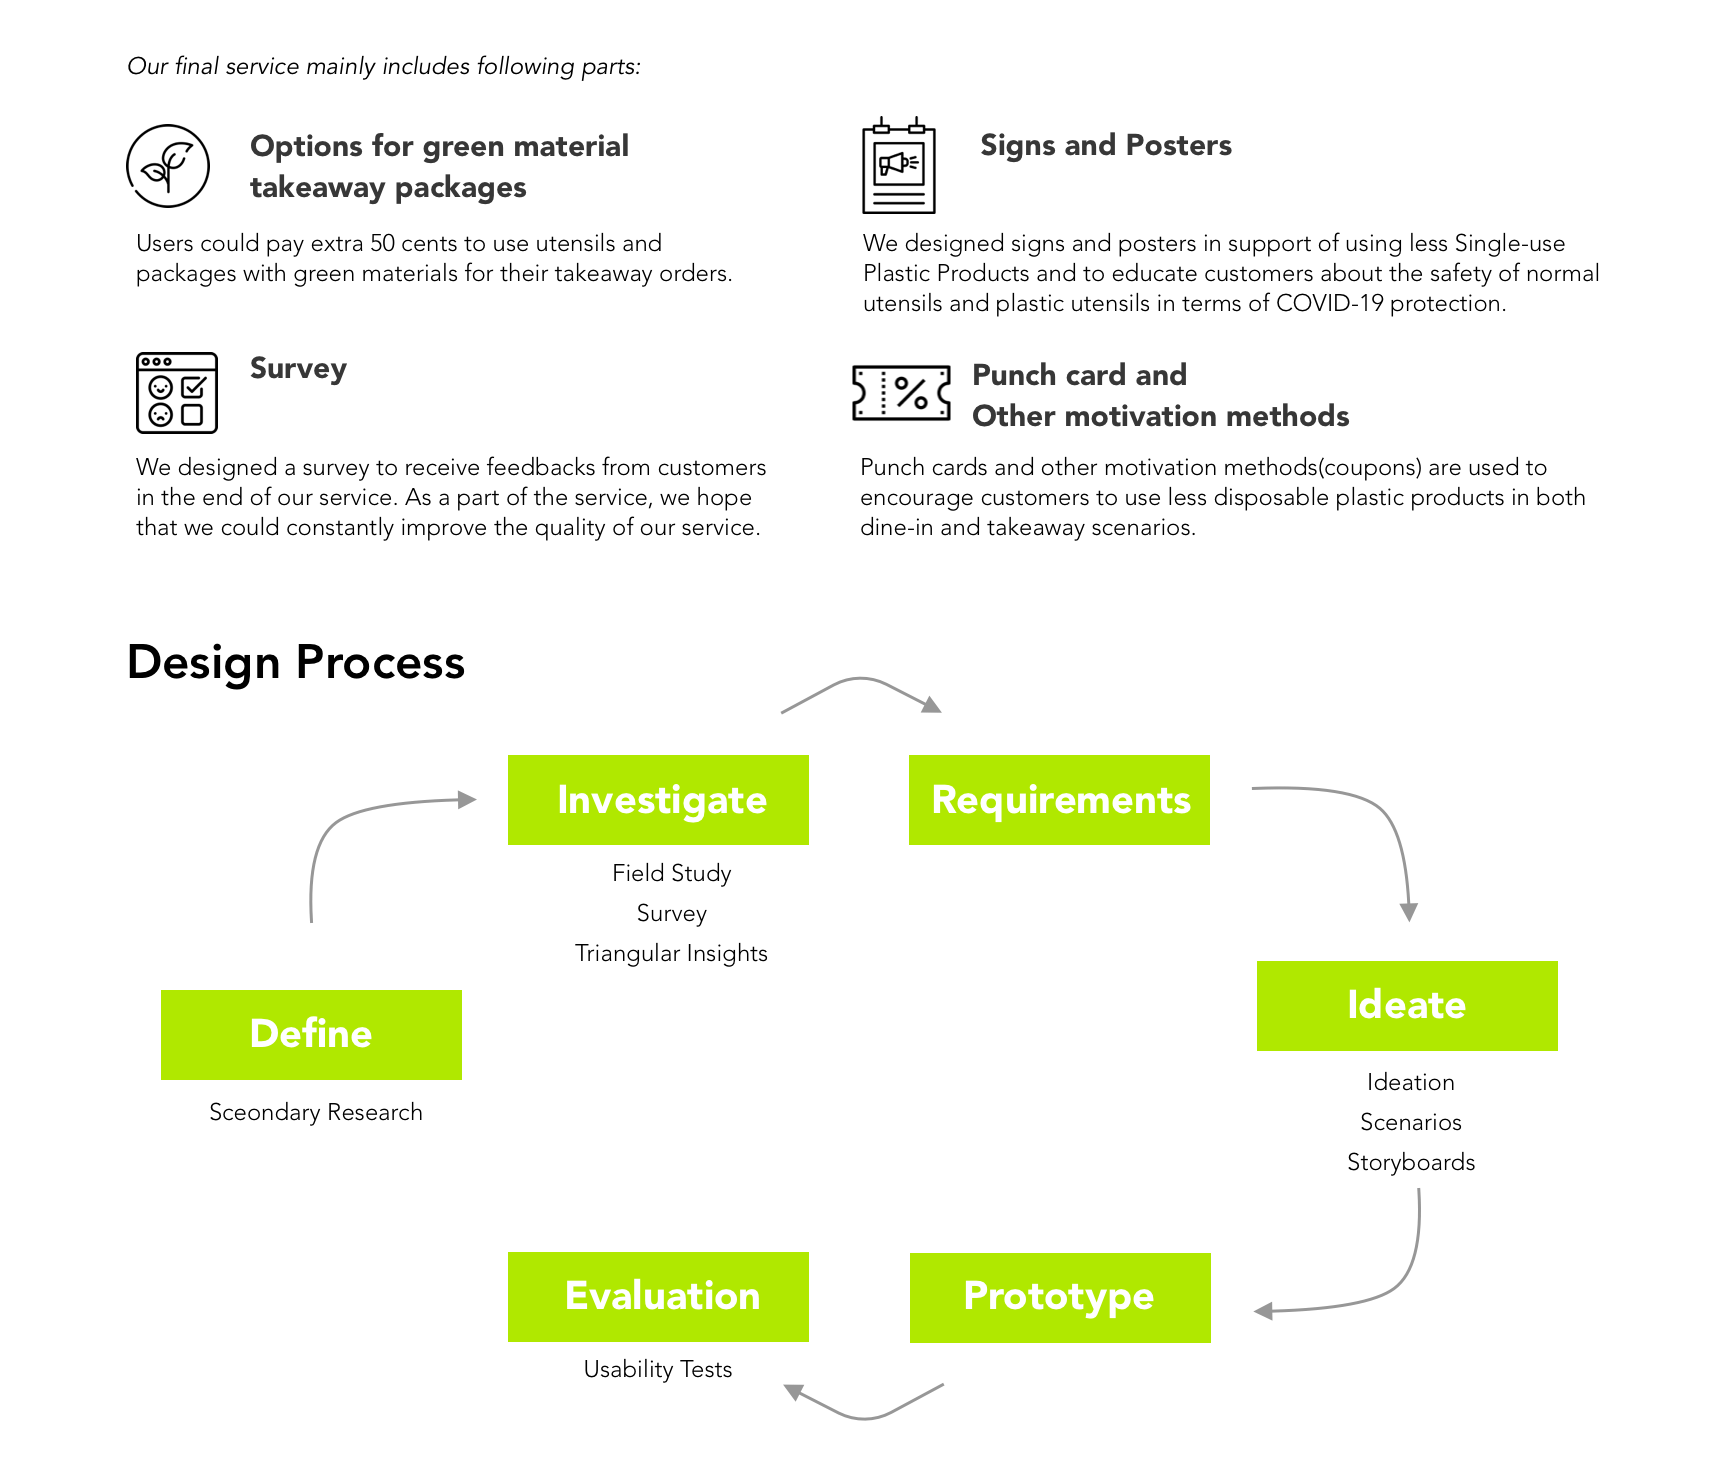 Our final service mainly includes following parts:
Options for green material
takeaway packages
Users could pay extra 50 cents to use utensils and
packages with green materials for their takeaway orders.
Signs and Posters
We designed signs and posters in support of using less Single-use
Plastic Products and to educate customers about the safety of normal
utensils and plastic utensils in terms of COVID-19 protection.
Survey
We designed a survey to receive feedbacks from customers
in the end of our service. As a part of the service, we hope
that we could constantly improve the quality of our service.
Punch card and
Other motivation methods
Punch cards and other motivation methods(coupons) are used to
encourage customers to use less disposable plastic products in both
dine-in and takeaway scenarios.
Design Process
Define
Sceondary Research
Investigate
Field Study
Survey
Triangular Insights
Requirements
Ideate
Ideation
Scenarios
Storyboards
Prototype
Evaluation
Usability Tests